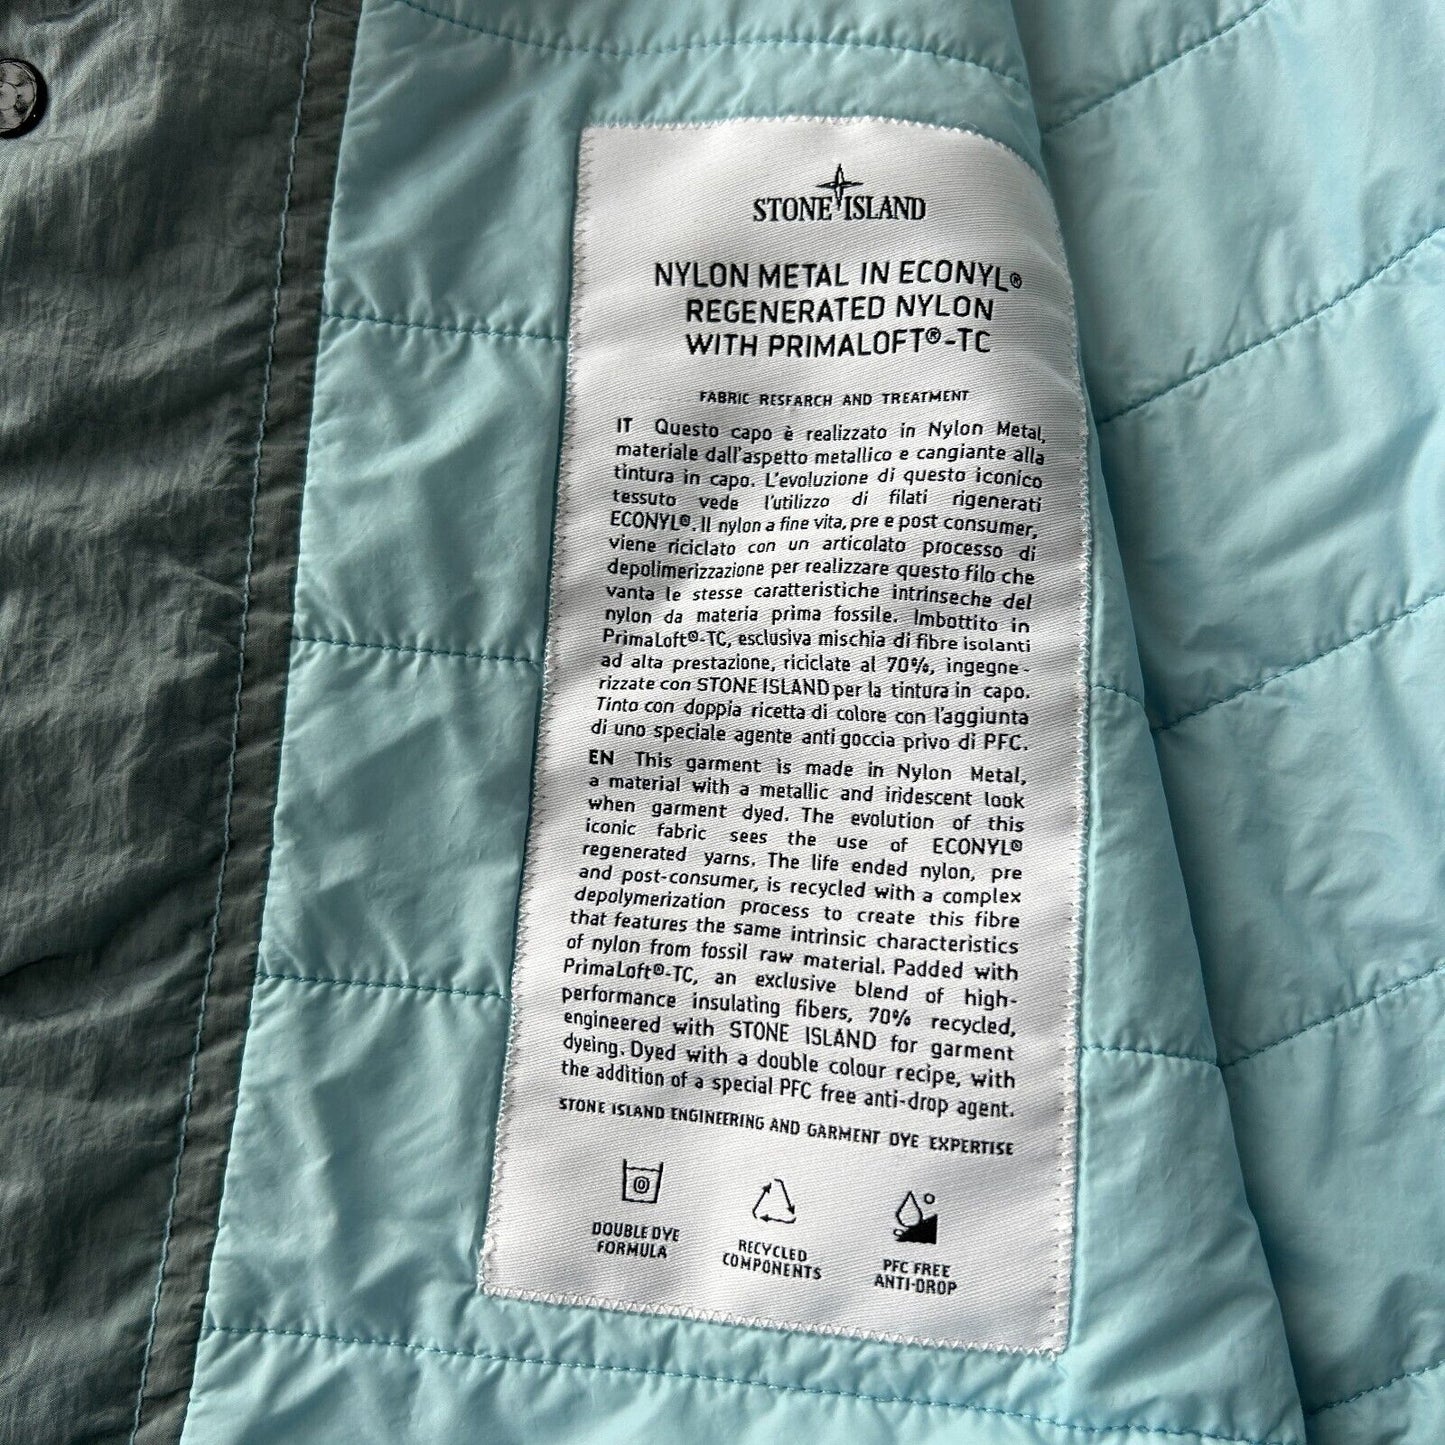 STONE ISLAND
NYLON METAL IN ECONYL®
REGENERATED NYLON
WITH PRIMALOFT®-TC
FABRIC RESEARCH AND TREATMENT
IT Questo capo è realizzato in Nylon Metal,
materiale dall'aspetto metallico e cangiante alla
tintura in capo. L'evoluzione di questo iconico
tessuto vede l'utilizzo di filati rigenerati
ECONYL®. Il nylon a fine vita, pre e post consumer,
viene riciclato con un articolato processo di
depolimerizzazione per realizzare questo filo che
vanta le stesse caratteristiche intrinseche del
nylon da materia prima fossile. Imbottito in
PrimaLoft®-TC, esclusiva mischia di fibre isolanti
ad alta prestazione, riciclate al 70%, ingegne-
rizzate con STONE ISLAND per la tintura in capo.
Tinto con doppia ricetta di colore con l'aggiunta
di uno speciale agente anti goccia privo di PFC.
EN This garment is made in Nylon Metal,
a material with a metallic and iridescent look
when garment dyed. The evolution of this
iconic fabric sees the use of ECONYL®
regenerated yarns. The life ended nylon, pre
and post-consumer, is recycled with a complex
depolymerization process to create this fibre
that features the same intrinsic characteristics
of nylon from fossil raw material. Padded with
PrimaLoft®-TC, an exclusive blend of high-
performance insulating fibers, 70% recycled,
engineered with STONE ISLAND for garment
dyeing. Dyed with a double colour recipe, with
the addition of a special PFC free anti-drop agent.
STONE ISLAND ENGINEERING AND GARMENT DYE EXPERTISE
DOUBLE DYE
FORMULA
RECYCLED
COMPONENTS
PFC FREE
ANTI-DROP